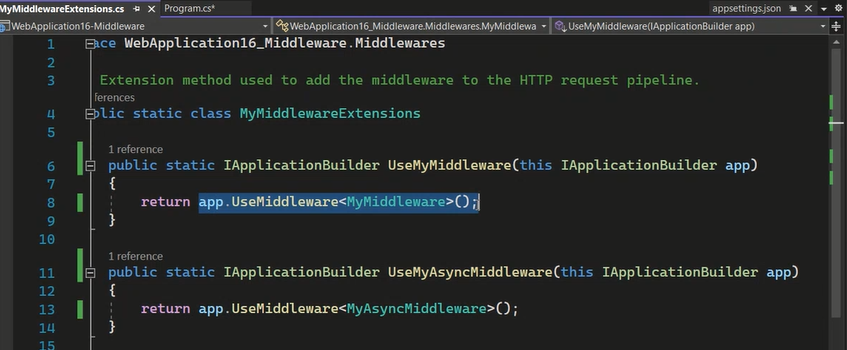 MyMiddlewareExtensions.cs
Program.cs*
appsettings.json
WebApplication16-Middleware
WebApplication16_Middleware.Middlewares.MyMiddlewa
UseMyMiddleware(IApplicationBuilder app)
1 ace WebApplication16_Middleware.Middlewares
2
3 Extension method used to add the middleware to the HTTP request pipeline.
ferences
4 blic static class MyMiddlewareExtensions
5
1 reference
6 public static IApplicationBuilder UseMyMiddleware(this IApplicationBuilder app)
7 {
8 return app.UseMiddleware<MyMiddleware>();
9 }
10
1 reference
11 public static IApplicationBuilder UseMyAsyncMiddleware(this IApplicationBuilder app)
12 {
13 return app.UseMiddleware<MyAsyncMiddleware>();
14 }
15